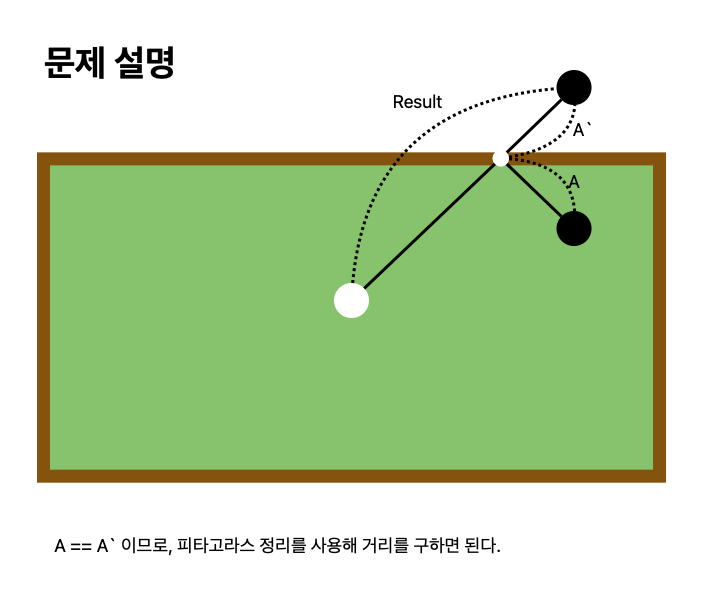 문제 설명
Result
A`
A
A == A` 이므로, 피타고라스 정리를 사용해 거리를 구하면 된다.